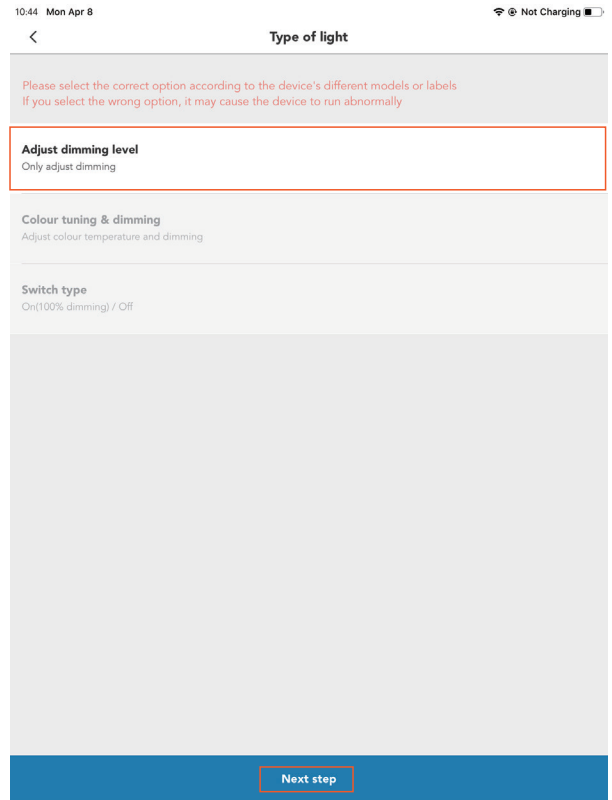 10:44 Mon Apr 8 Not Charging
Type of light
Please select the correct option according to the device's different models or labels
If you select the wrong option, it may cause the device to run abnormally
Adjust dimming level
Only adjust dimming
Colour tuning & dimming
Adjust colour temperature and dimming
Switch type
On(100% dimming) / Off
Next step